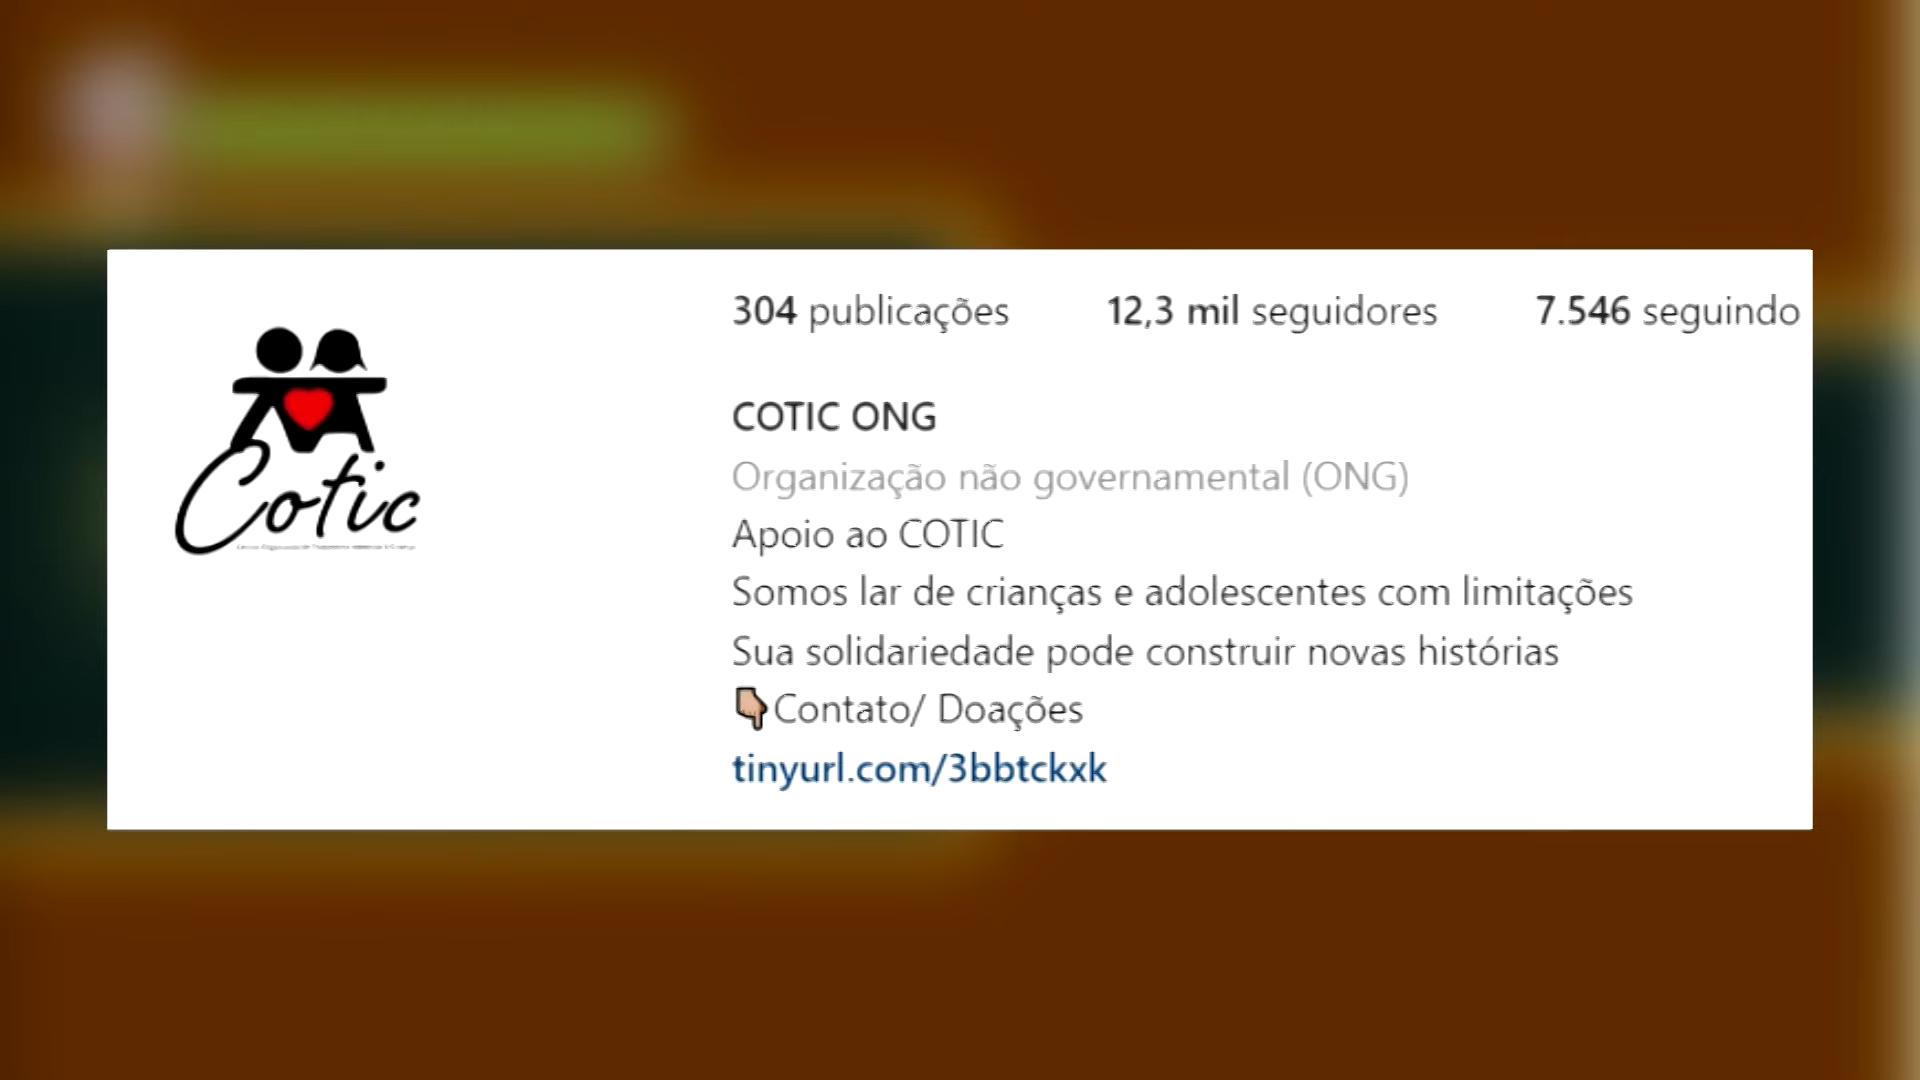 304 publicações 12,3 mil seguidores 7.546 seguindo
COTIC ONG
Organização não governamental (ONG)
Apoio ao COTIC
Somos lar de crianças e adolescentes com limitações
Sua solidariedade pode construir novas histórias
👇🏼Contato/ Doações
tinyurl.com/3bbtckxk
Cotic